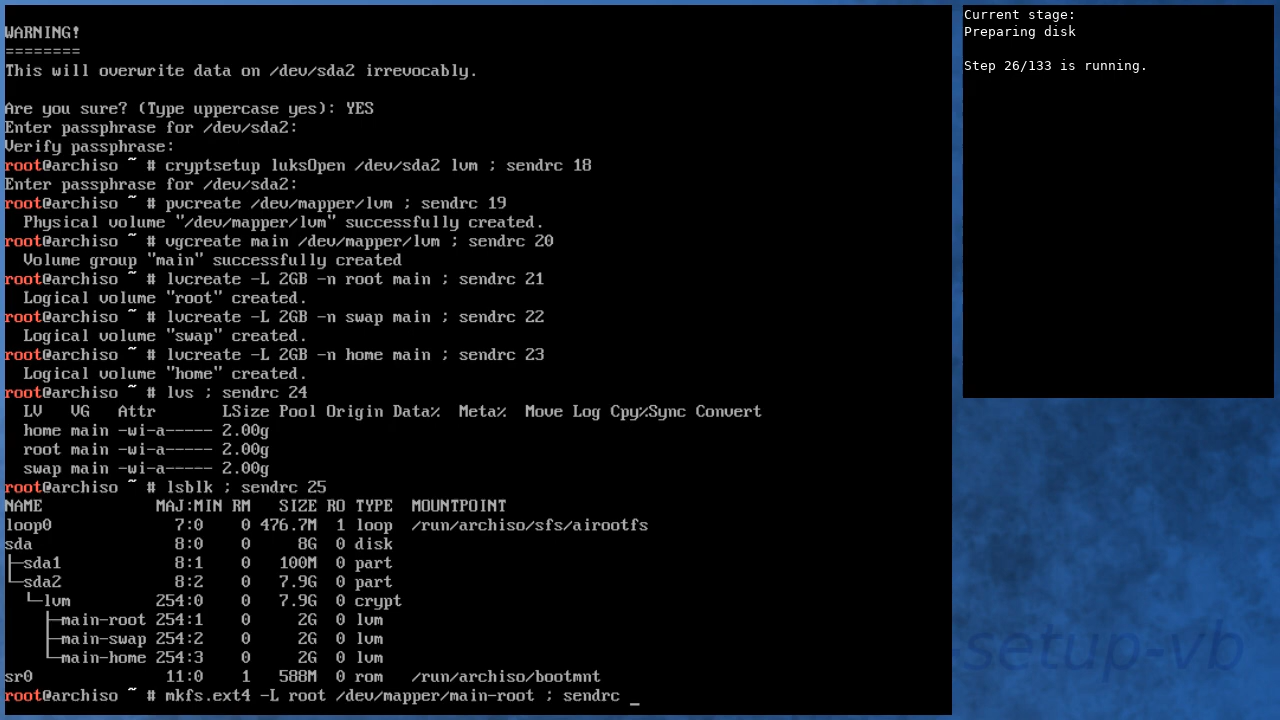 WARNING!
========
This will overwrite data on /dev/sda2 irrevocably.
Are you sure? (Type uppercase yes): YES
Enter passphrase for /dev/sda2:
Verify passphrase:
root@archiso ~ # cryptsetup luksOpen /dev/sda2 lvm ; sendrc 18
Enter passphrase for /dev/sda2:
root@archiso ~ # pvcreate /dev/mapper/lvm ; sendrc 19
  Physical volume "/dev/mapper/lvm" successfully created.
root@archiso ~ # vgcreate main /dev/mapper/lvm ; sendrc 20
  Volume group "main" successfully created
root@archiso ~ # lvcreate -L 2GB -n root main ; sendrc 21
  Logical volume "root" created.
root@archiso ~ # lvcreate -L 2GB -n swap main ; sendrc 22
  Logical volume "swap" created.
root@archiso ~ # lvcreate -L 2GB -n home main ; sendrc 23
  Logical volume "home" created.
root@archiso ~ # lvs ; sendrc 24
  LV   VG   Attr       LSize Pool Origin Data%  Meta%  Move Log Cpy%Sync Convert
  home main -wi-a----- 2.00g
  root main -wi-a----- 2.00g
  swap main -wi-a----- 2.00g
root@archiso ~ # lsblk ; sendrc 25
NAME            MAJ:MIN RM   SIZE RO TYPE  MOUNTPOINT
loop0             7:0    0 476.7M  1 loop  /run/archiso/sfs/airootfs
sda               8:0    0     8G  0 disk
├─sda1            8:1    0   100M  0 part
└─sda2            8:2    0   7.9G  0 part
  └─lvm         254:0    0   7.9G  0 crypt
    ├─main-root 254:1    0     2G  0 lvm
    ├─main-swap 254:2    0     2G  0 lvm
    └─main-home 254:3    0     2G  0 lvm
sr0              11:0    1   588M  0 rom   /run/archiso/bootmnt
root@archiso ~ # mkfs.ext4 -L root /dev/mapper/main-root ; sendrc _
Current stage:
Preparing disk
Step 26/133 is running.
-setup-vb